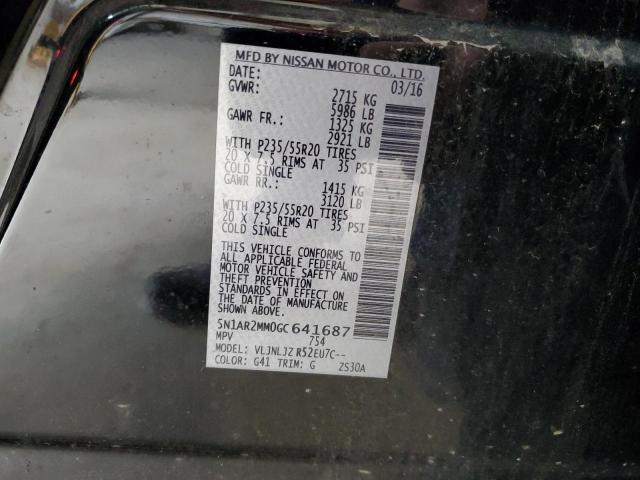 MFD BY NISSAN MOTOR CO., LTD.
DATE: 03/16
GVWR: 2715 KG
5986 LB
GAWR FR.: 1325 KG
2921 LB
WITH P235/55R20 TIRES
20 X 7.5 RIMS AT 35 PSI
COLD SINGLE
GAWR RR.: 1415 KG
3120 LB
WITH P235/55R20 TIRES
20 X 7.5 RIMS AT 35 PSI
COLD SINGLE
THIS VEHICLE CONFORMS TO
ALL APPLICABLE FEDERAL
MOTOR VEHICLE SAFETY AND
THEFT PREVENTION
STANDARDS IN EFFECT ON
THE DATE OF MANUFACTURE
SHOWN ABOVE.
5N1AR2MM0GC641687
MPV 754
MODEL: VLJNLJZ R52EU7C--
COLOR: G41 TRIM: G ZS30A